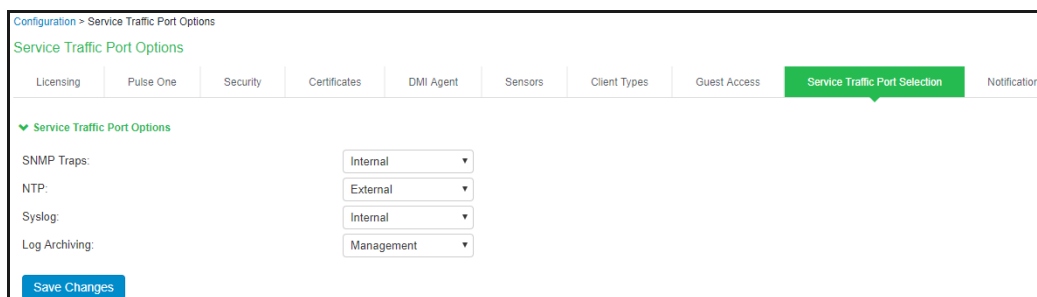 Configuration > Service Traffic Port Options
Service Traffic Port Options
Licensing Pulse One Security Certificates DMI Agent Sensors Client Types Guest Access Service Traffic Port Selection Notification
Service Traffic Port Options
SNMP Traps: Internal
NTP: External
Syslog: Internal
Log Archiving: Management
Save Changes